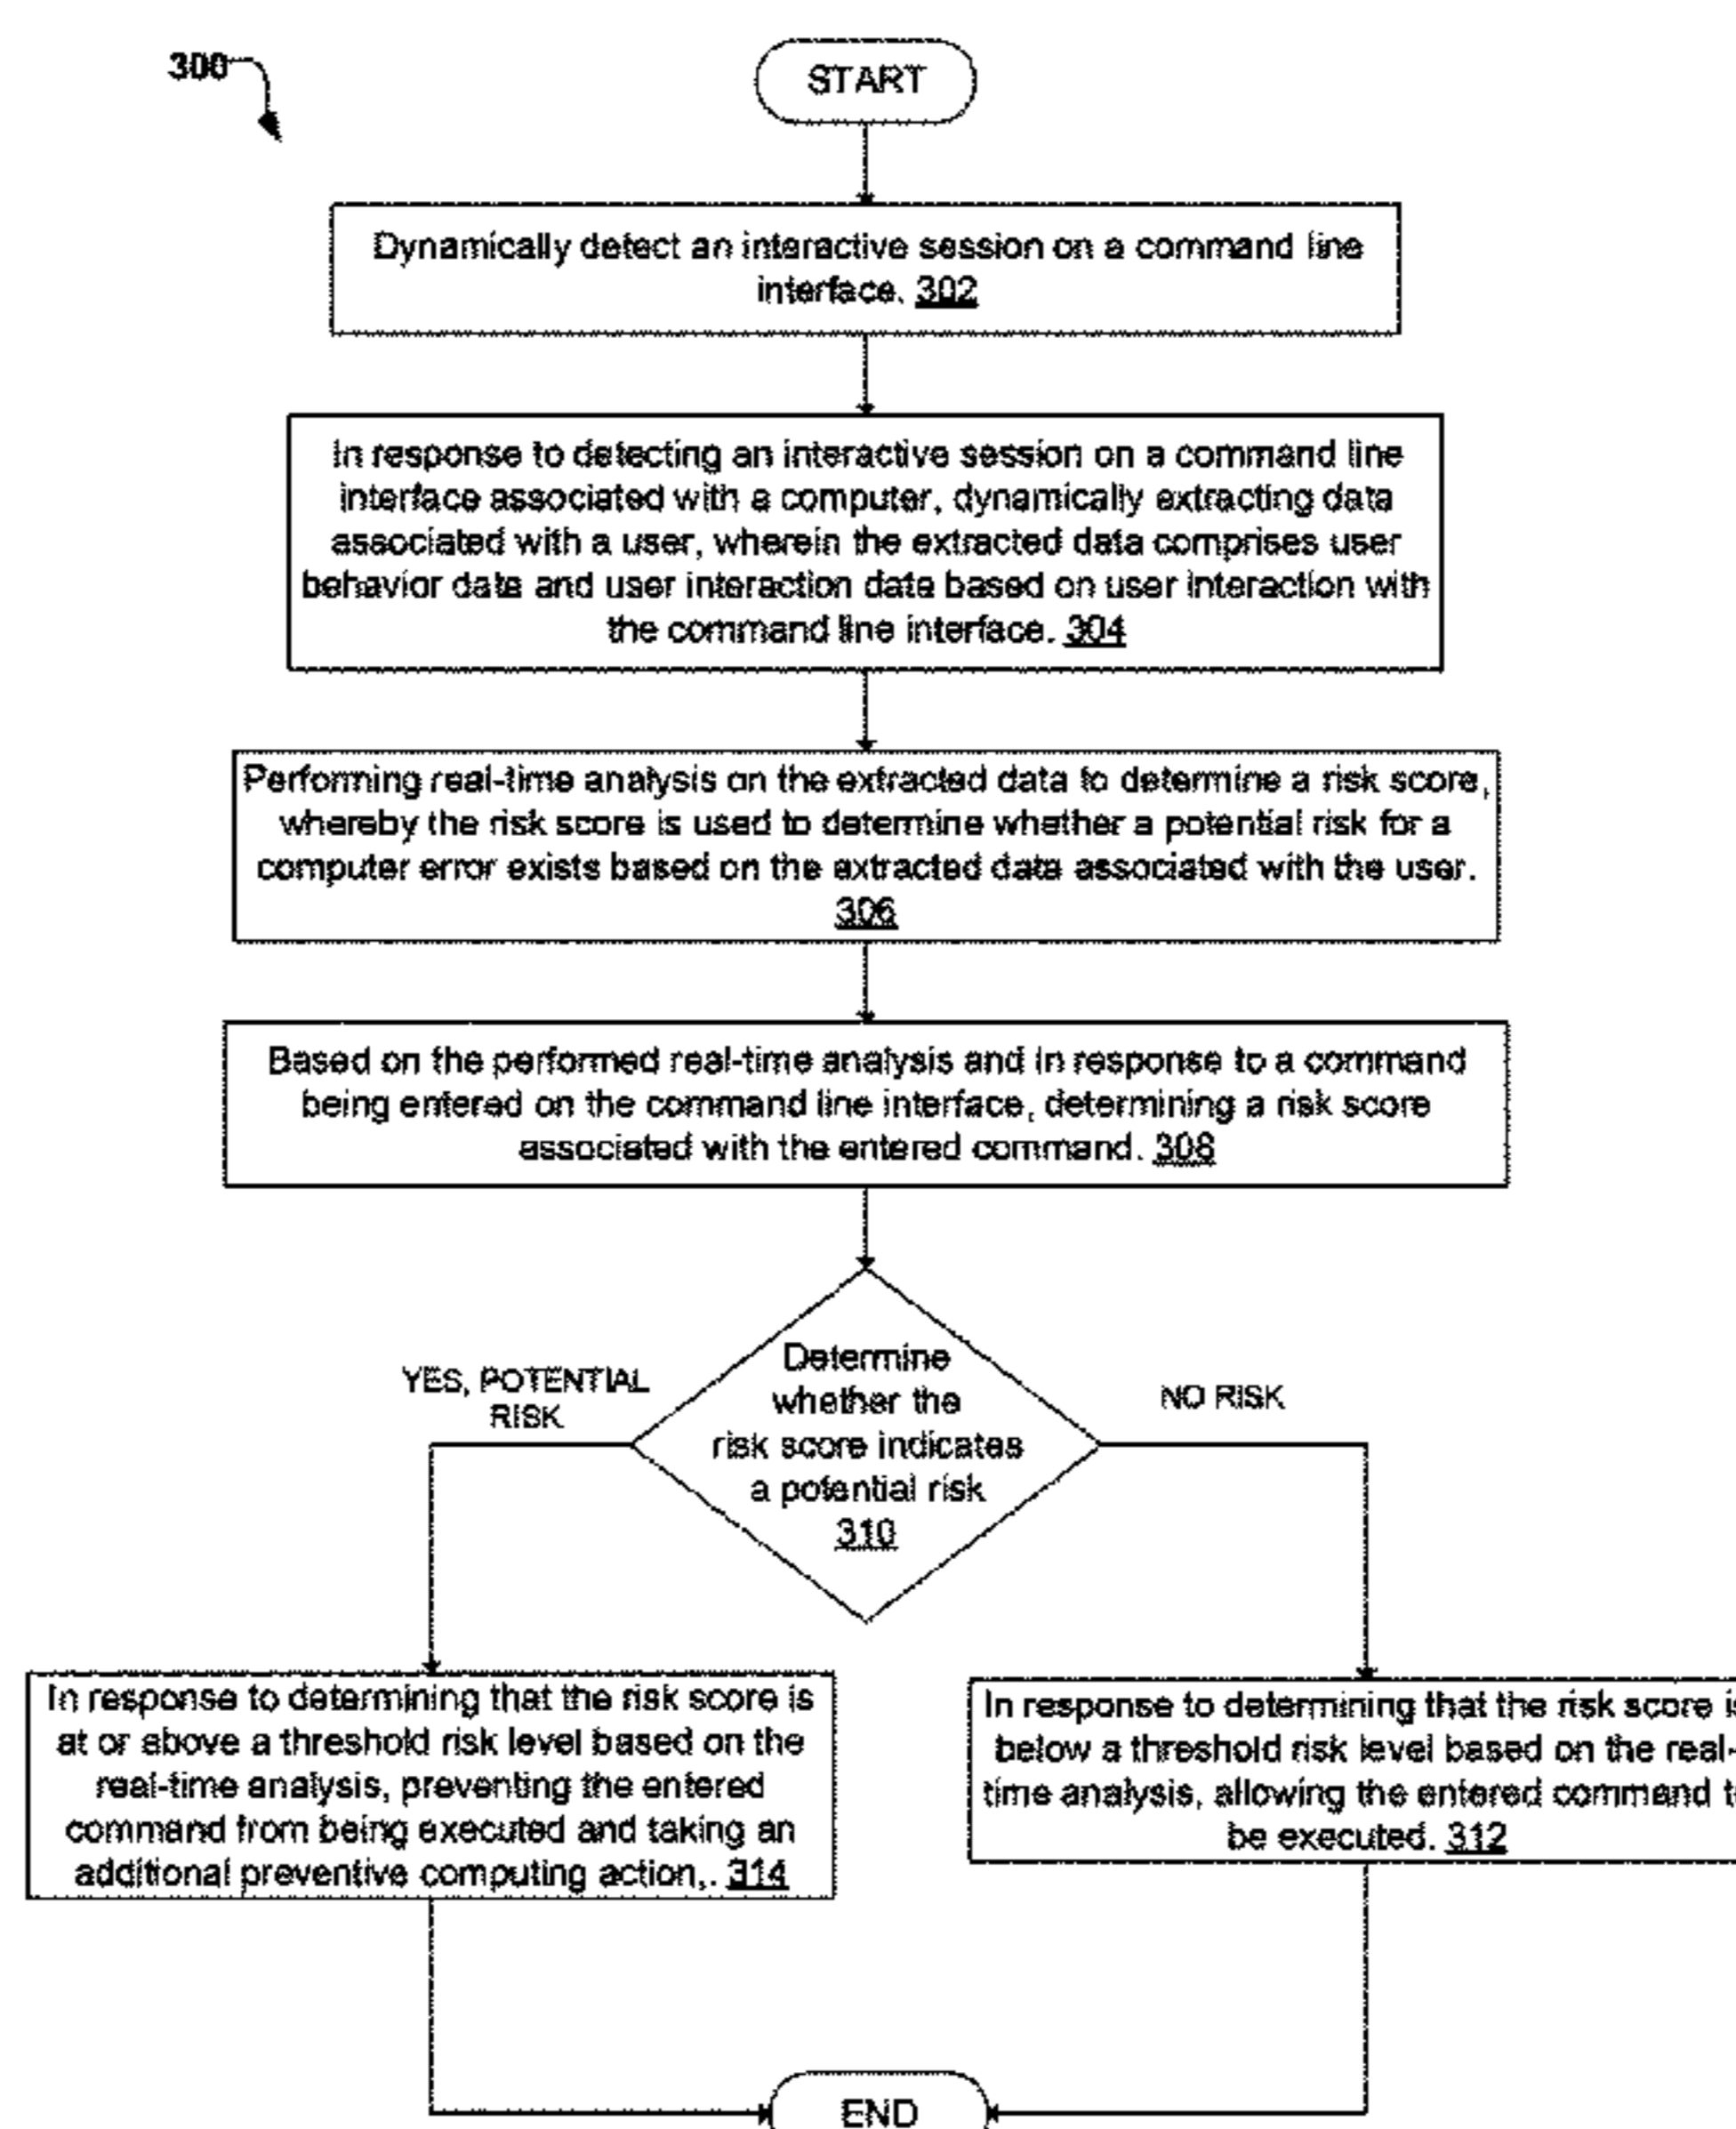 300
START
Dynamically detect an interactive session on a command line
interface. 302
In response to detecting an interactive session on a command line
interface associated with a computer, dynamically extracting data
associated with a user, wherein the extracted data comprises user
behavior data and user interaction data based on user interaction with
the command line interface. 304
Performing real-time analysis on the extracted data to determine a risk score,
whereby the risk score is used to determine whether a potential risk for a
computer error exists based on the extracted data associated with the user.
306
Based on the performed real-time analysis and in response to a command
being entered on the command line interface, determining a risk score
associated with the entered command. 308
Determine
whether the
risk score indicates
a potential risk
310
YES, POTENTIAL
RISK
NO RISK
In response to determining that the risk score is
at or above a threshold risk level based on the
real-time analysis, preventing the entered
command from being executed and taking an
additional preventive computing action,. 314
In response to determining that the risk score is
below a threshold risk level based on the real-
time analysis, allowing the entered command to
be executed. 312
END